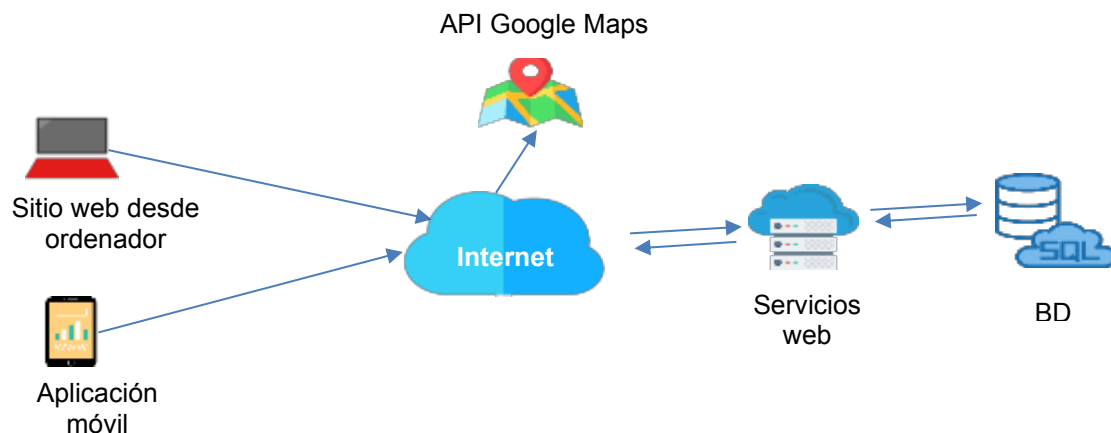 API Google Maps
Sitio web desde
ordenador
Internet
SQL
Servicios
web
BD
Aplicación
móvil